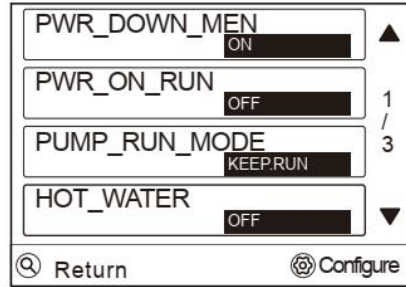 PWR_DOWN_MEN
ON
PWR_ON_RUN
OFF
PUMP_RUN_MODE
KEEP.RUN
HOT_WATER
OFF
1
/
3
Return
Configure